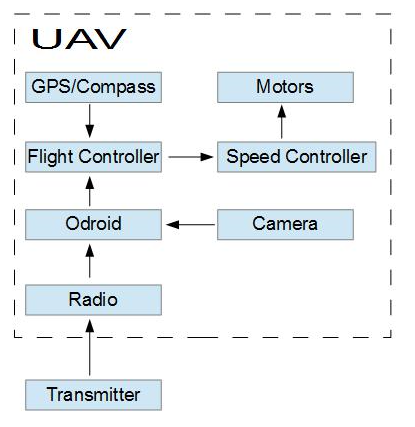 UAV
GPS/Compass
Motors
Flight Controller
Speed Controller
Odroid
Camera
Radio
Transmitter